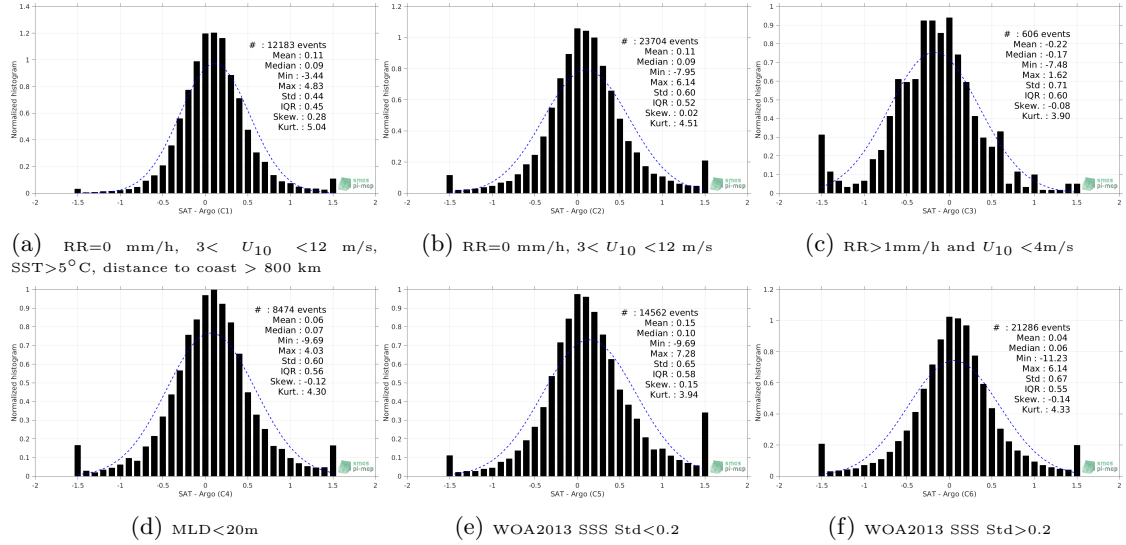 1.4
1.2
1
0.8
0.6
0.4
0.2
0
Normalized histogram
# : 12183 events
Mean : 0.11
Median : 0.09
Min : -3.44
Max : 4.83
Std : 0.44
IQR : 0.45
Skew : 0.28
Kurt. : 5.04
smos
pi-mep
-2 -1.5 -1 -0.5 0 0.5 1 1.5 2
SAT - Argo (C1)
(a) RR=0 mm/h, 3< U10 <12 m/s,
SST>5°C, distance to coast > 800 km
1.2
1
0.8
0.6
0.4
0.2
0
Normalized histogram
# : 23704 events
Mean : 0.11
Median : 0.09
Min : -7.95
Max : 6.14
Std : 0.60
IQR : 0.52
Skew : 0.02
Kurt. : 4.51
smos
pi-mep
-2 -1.5 -1 -0.5 0 0.5 1 1.5 2
SAT - Argo (C2)
(b) RR=0 mm/h, 3< U10 <12 m/s
1
0.9
0.8
0.7
0.6
0.5
0.4
0.3
0.2
0.1
0
Normalized histogram
# : 606 events
Mean : -0.22
Median : -0.17
Min : -7.48
Max : 1.62
Std : 0.71
IQR : 0.60
Skew. : -0.08
Kurt. : 3.90
smos
pi-mep
-2 -1.5 -1 -0.5 0 0.5 1 1.5 2
SAT - Argo (C3)
(c) RR>1mm/h and U10 <4m/s
1
0.9
0.8
0.7
0.6
0.5
0.4
0.3
0.2
0.1
0
Normalized histogram
# : 8474 events
Mean : 0.06
Median : 0.07
Min : -9.69
Max : 4.03
Std : 0.60
IQR : 0.56
Skew. : -0.12
Kurt. : 4.30
smos
pi-mep
-2 -1.5 -1 -0.5 0 0.5 1 1.5 2
SAT - Argo (C4)
(d) MLD<20m
1
0.9
0.8
0.7
0.6
0.5
0.4
0.3
0.2
0.1
0
Normalized histogram
# : 14562 events
Mean : 0.15
Median : 0.10
Min : -9.69
Max : 7.28
Std : 0.65
IQR : 0.58
Skew : 0.15
Kurt. : 3.94
smos
pi-mep
-2 -1.5 -1 -0.5 0 0.5 1 1.5 2
SAT - Argo (C5)
(e) WOA2013 SSS Std<0.2
1.2
1
0.8
0.6
0.4
0.2
0
Normalized histogram
# : 21286 events
Mean : 0.04
Median : 0.06
Min : -11.23
Max : 6.14
Std : 0.67
IQR : 0.55
Skew. : -0.14
Kurt. : 4.33
smos
pi-mep
-2 -1.5 -1 -0.5 0 0.5 1 1.5 2
SAT - Argo (C6)
(f) WOA2013 SSS Std>0.2